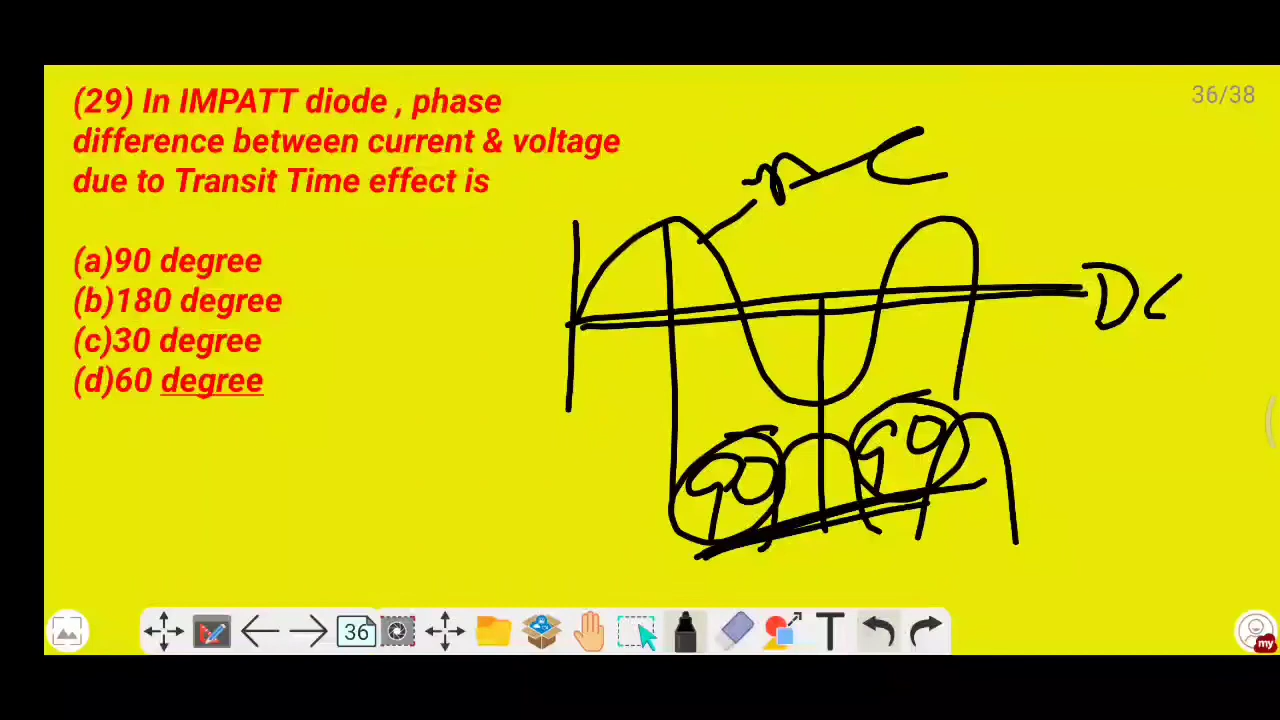 36/38
(29) In IMPATT diode , phase
difference between current & voltage
due to Transit Time effect is
(a)90 degree
(b)180 degree
(c)30 degree
(d)60 degree
DC
90
90
36
T
my